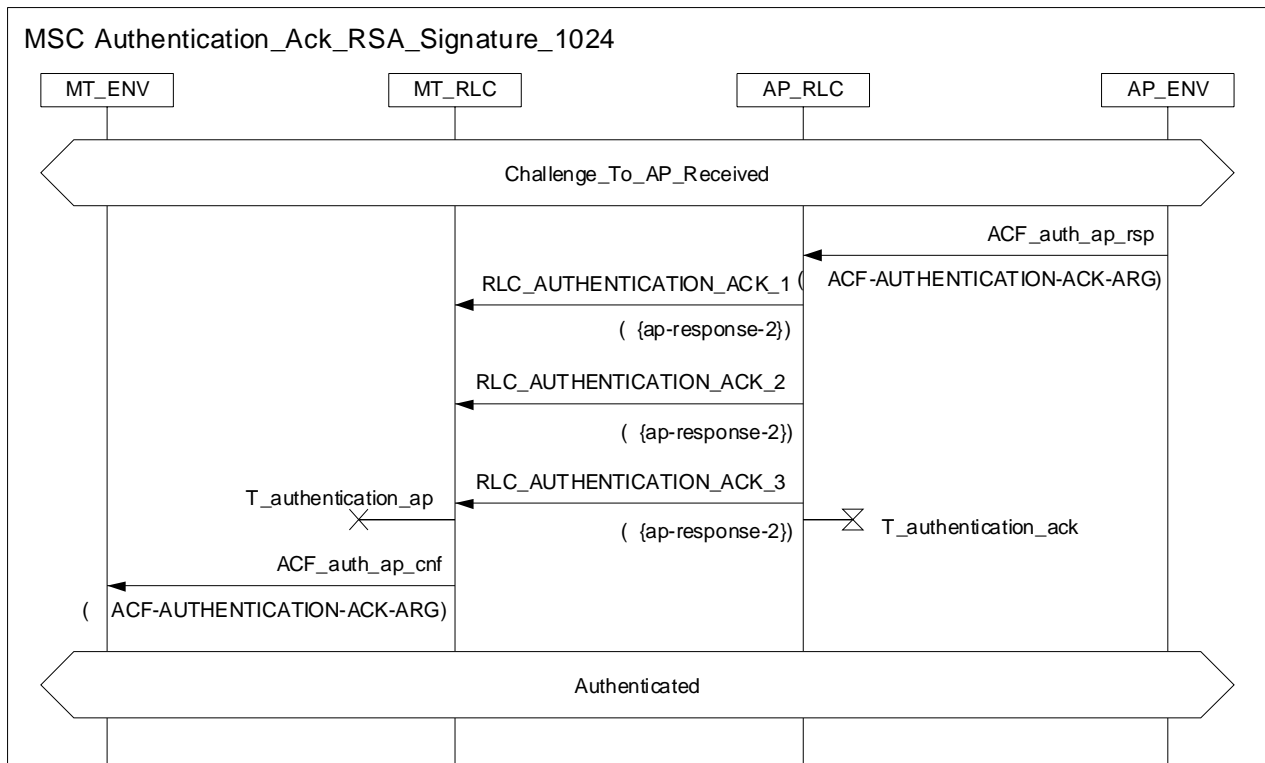 MSC Authentication_Ack_RSA_Signature_1024
MT_ENV MT_RLC AP_RLC AP_ENV
Challenge_To_AP_Received
ACF_auth_ap_rsp
( ACF-AUTHENTICATION-ACK-ARG)
RLC_AUTHENTICATION_ACK_1
( {ap-response-2})
RLC_AUTHENTICATION_ACK_2
( {ap-response-2})
RLC_AUTHENTICATION_ACK_3
T_authentication_ap
( {ap-response-2})
T_authentication_ack
ACF_auth_ap_cnf
( ACF-AUTHENTICATION-ACK-ARG)
Authenticated